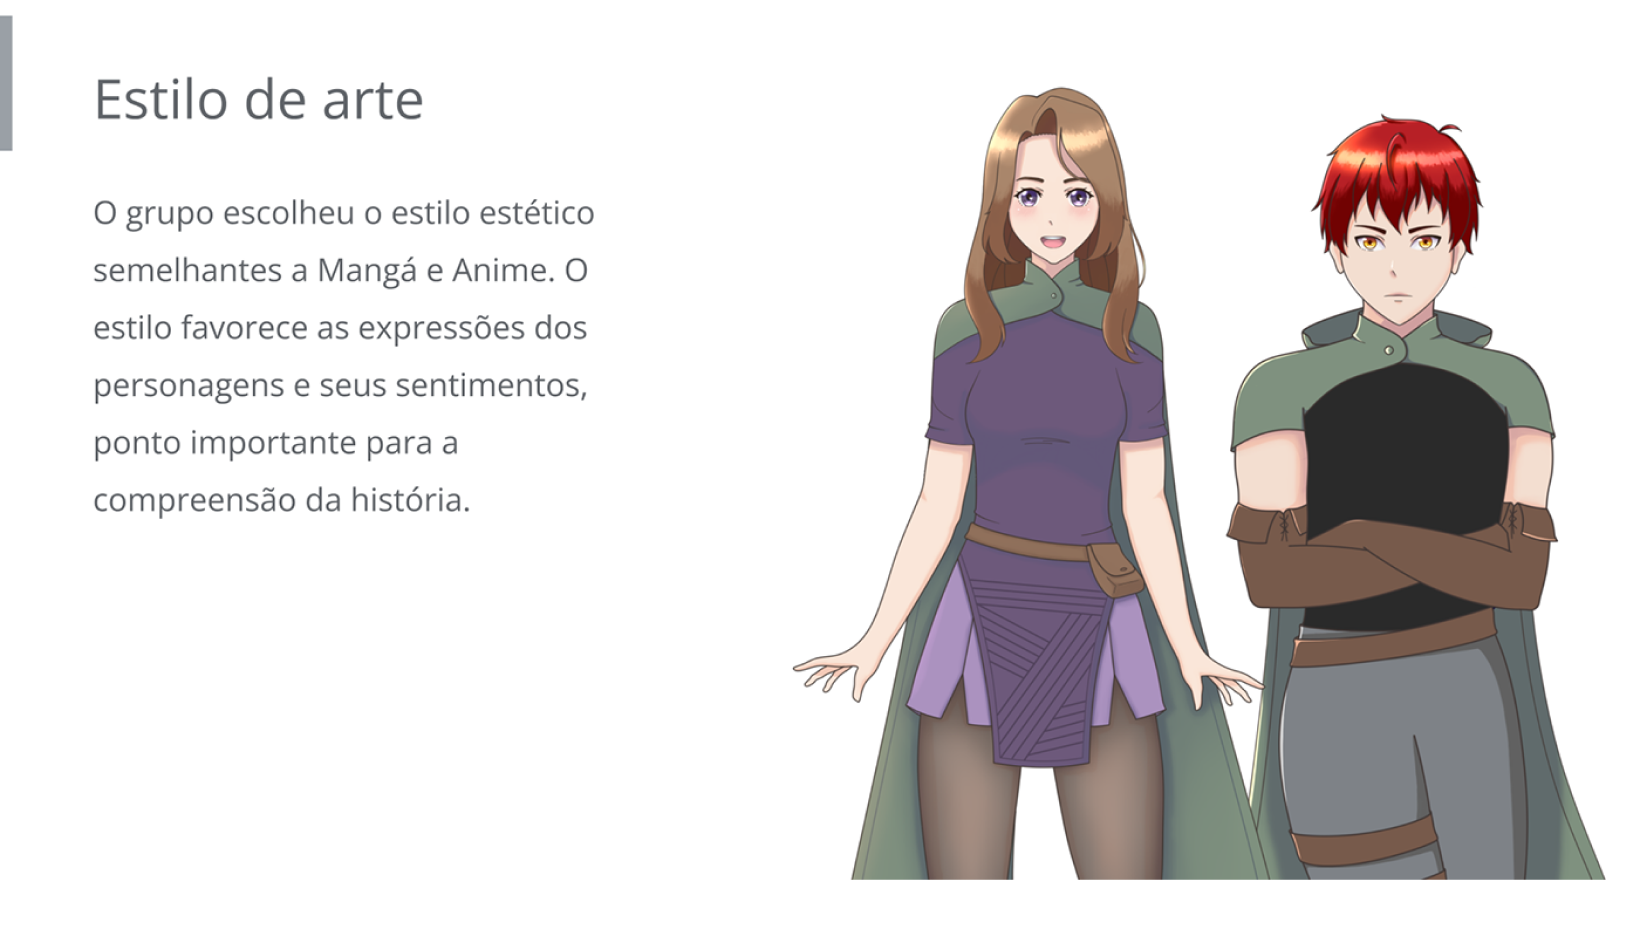 Estilo de arte
O grupo escolheu o estilo estético
semelhantes a Mangá e Anime. O
estilo favorece as expressões dos
personagens e seus sentimentos,
ponto importante para a
compreensão da história.